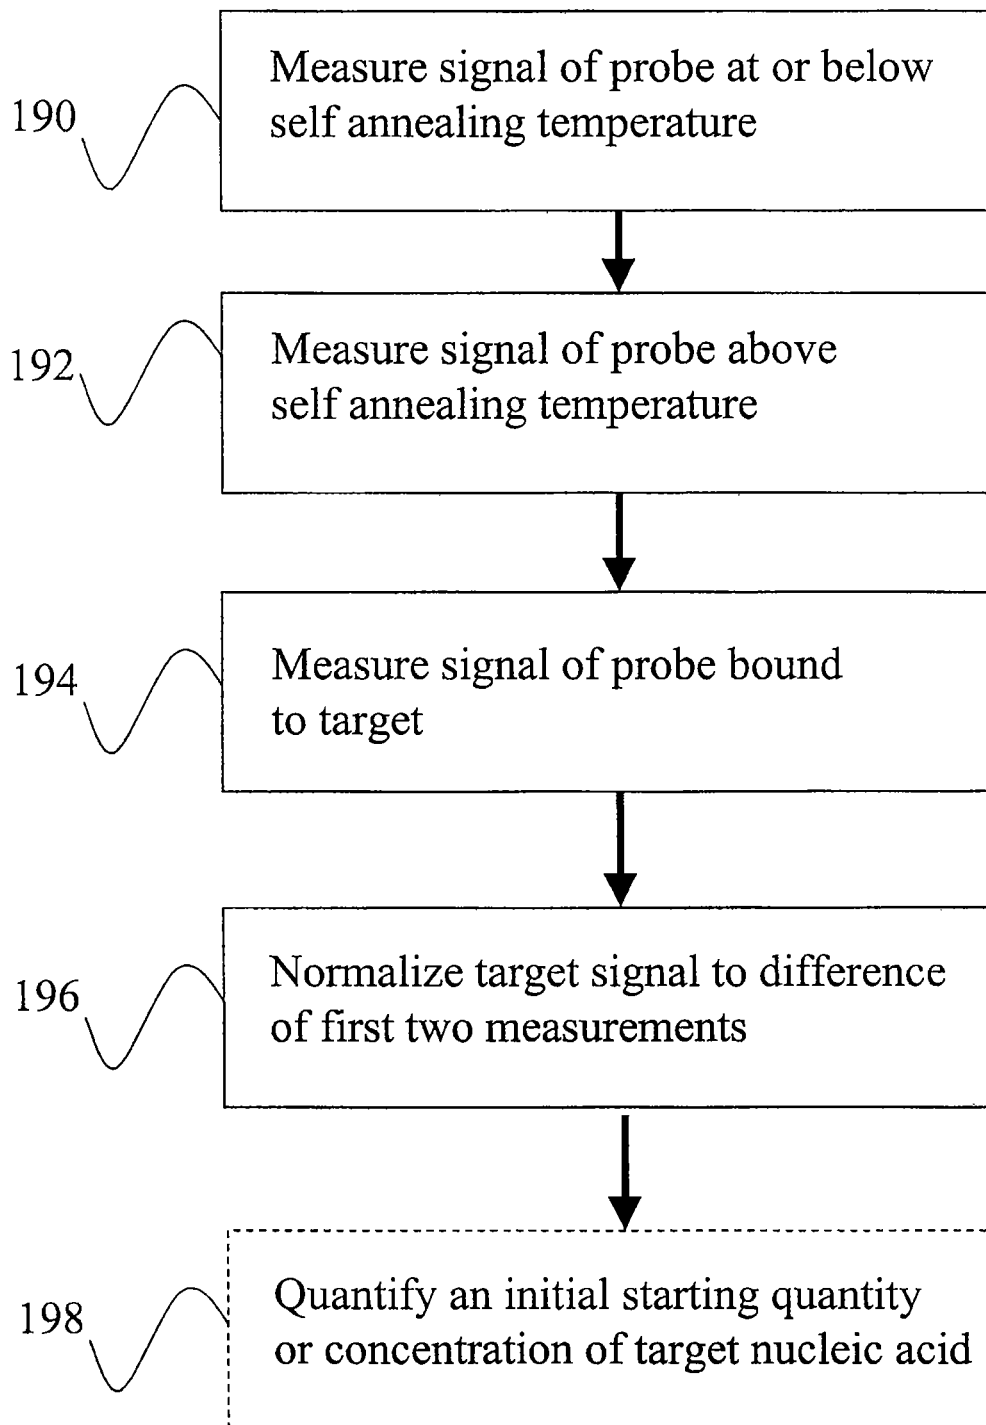 190
Measure signal of probe at or below
self annealing temperature
192
Measure signal of probe above
self annealing temperature
194
Measure signal of probe bound
to target
196
Normalize target signal to difference
of first two measurements
198
Quantify an initial starting quantity
or concentration of target nucleic acid